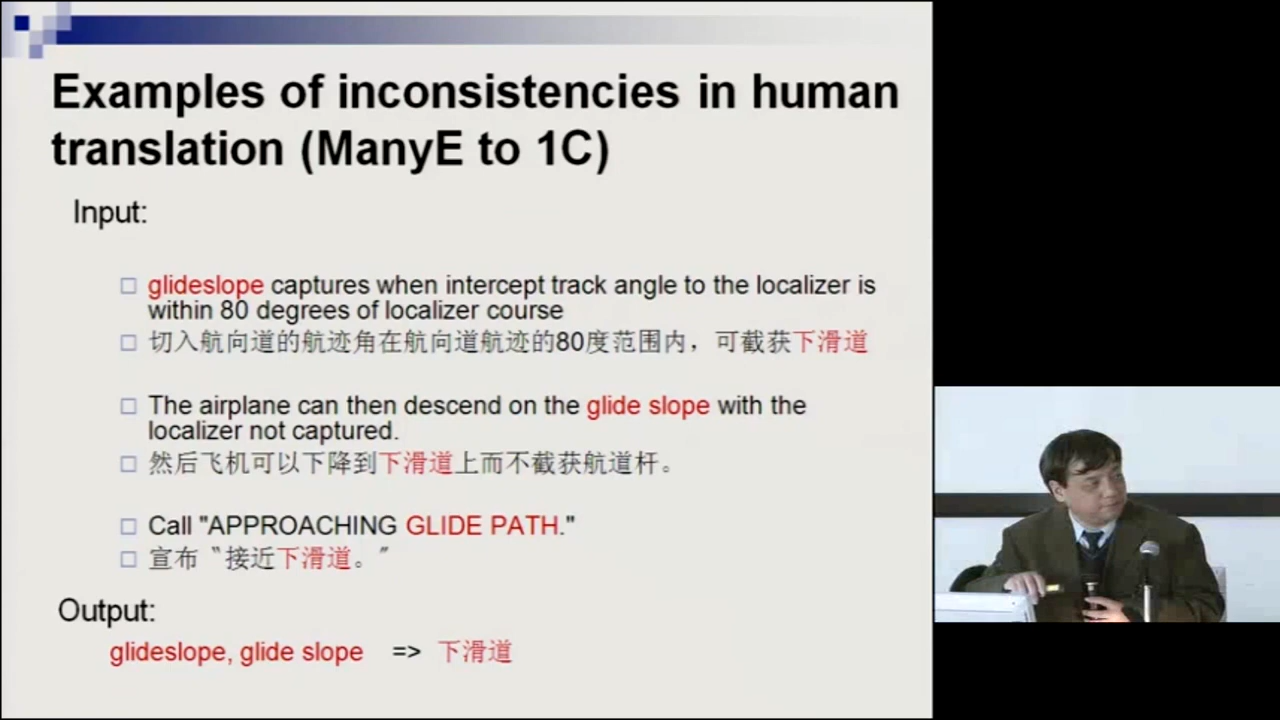 Examples of inconsistencies in human
translation (ManyE to 1C)
Input:
glideslope captures when intercept track angle to the localizer is
within 80 degrees of localizer course
切入航向道的航迹角在航向道航迹的80度范围内，可截获下滑道
The airplane can then descend on the glide slope with the
localizer not captured.
然后飞机可以下降到下滑道上而不截获航道杆。
Call "APPROACHING GLIDE PATH."
宣布〝接近下滑道。〞
Output:
glideslope, glide slope => 下滑道